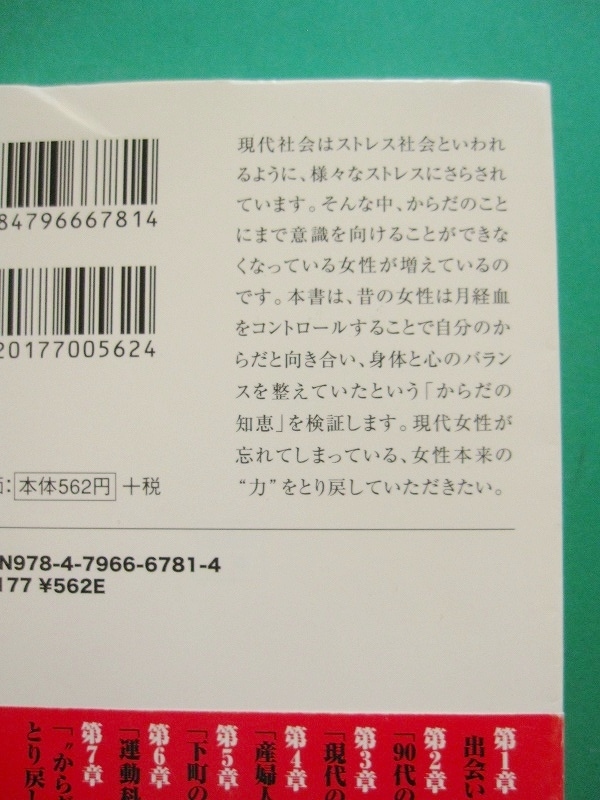 84796667814
20177005624
本体562円 +税
N978-4-7966-6781-4
177 ¥562E
現代社会はストレス社会といわれ
るように、様々なストレスにさらされ
ています。そんな中、からだのこと
にまで意識を向けることができな
くなっている女性が増えているの
です。本書は、昔の女性は月経血
をコントロールすることで自分のか
らだと向き合い、身体と心のバラン
スを整えていたという「からだの
知恵」を検証します。現代女性が
忘れてしまっている、女性本来の
“力”をとり戻していただきたい。
第1章
出会い
第2章
「90代の
第3章
「現代の
第4章
「産婦人
第5章
「下町の
第6章
「運動科
第7章
「“から
とり戻